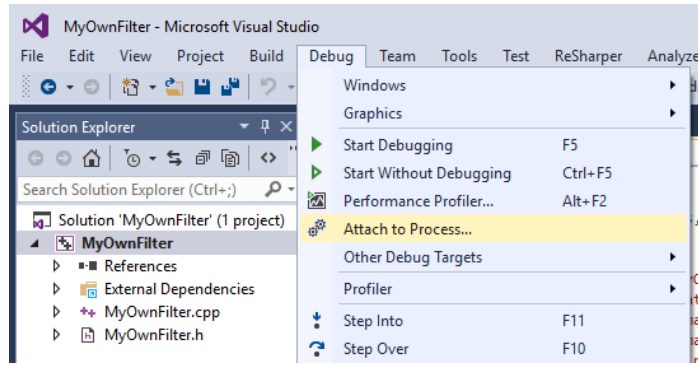 MyOwnFilter - Microsoft Visual Studio
File Edit View Project Build Debug Team Tools Test ReSharper Analyze
Windows
Graphics
Solution Explorer
Start Debugging F5
Start Without Debugging Ctrl+F5
Search Solution Explorer (Ctrl+;)
Performance Profiler... Alt+F2
Solution 'MyOwnFilter' (1 project)
Attach to Process...
MyOwnFilter
Other Debug Targets
References
Profiler
External Dependencies
MyOwnFilter.cpp
Step Into F11
MyOwnFilter.h
Step Over F10